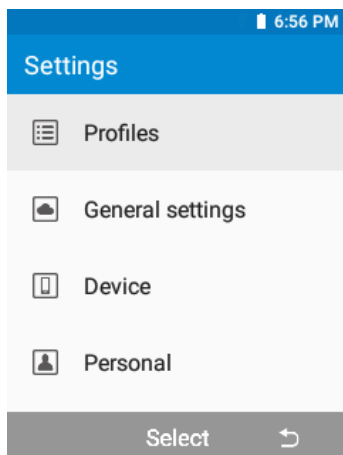 6:56 PM
Settings
Profiles
General settings
Device
Personal
Select